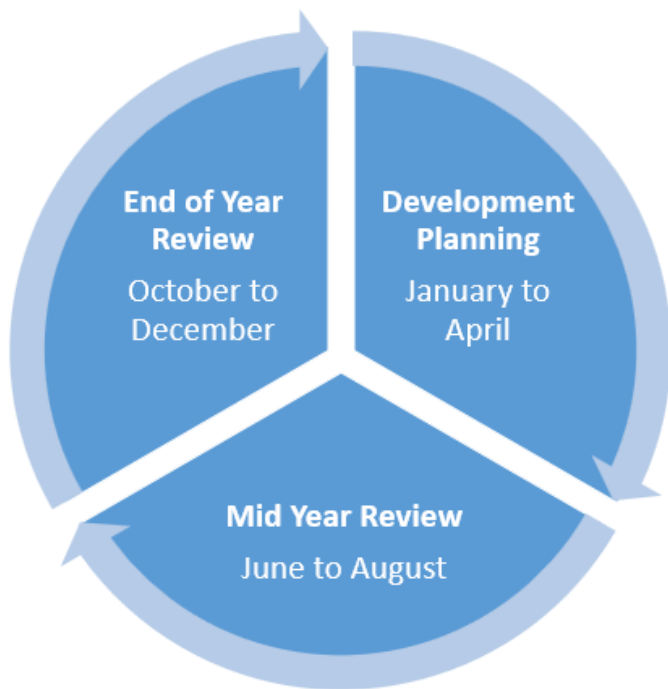 End of Year
Review
October to
December
Development
Planning
January to
April
Mid Year Review
June to August